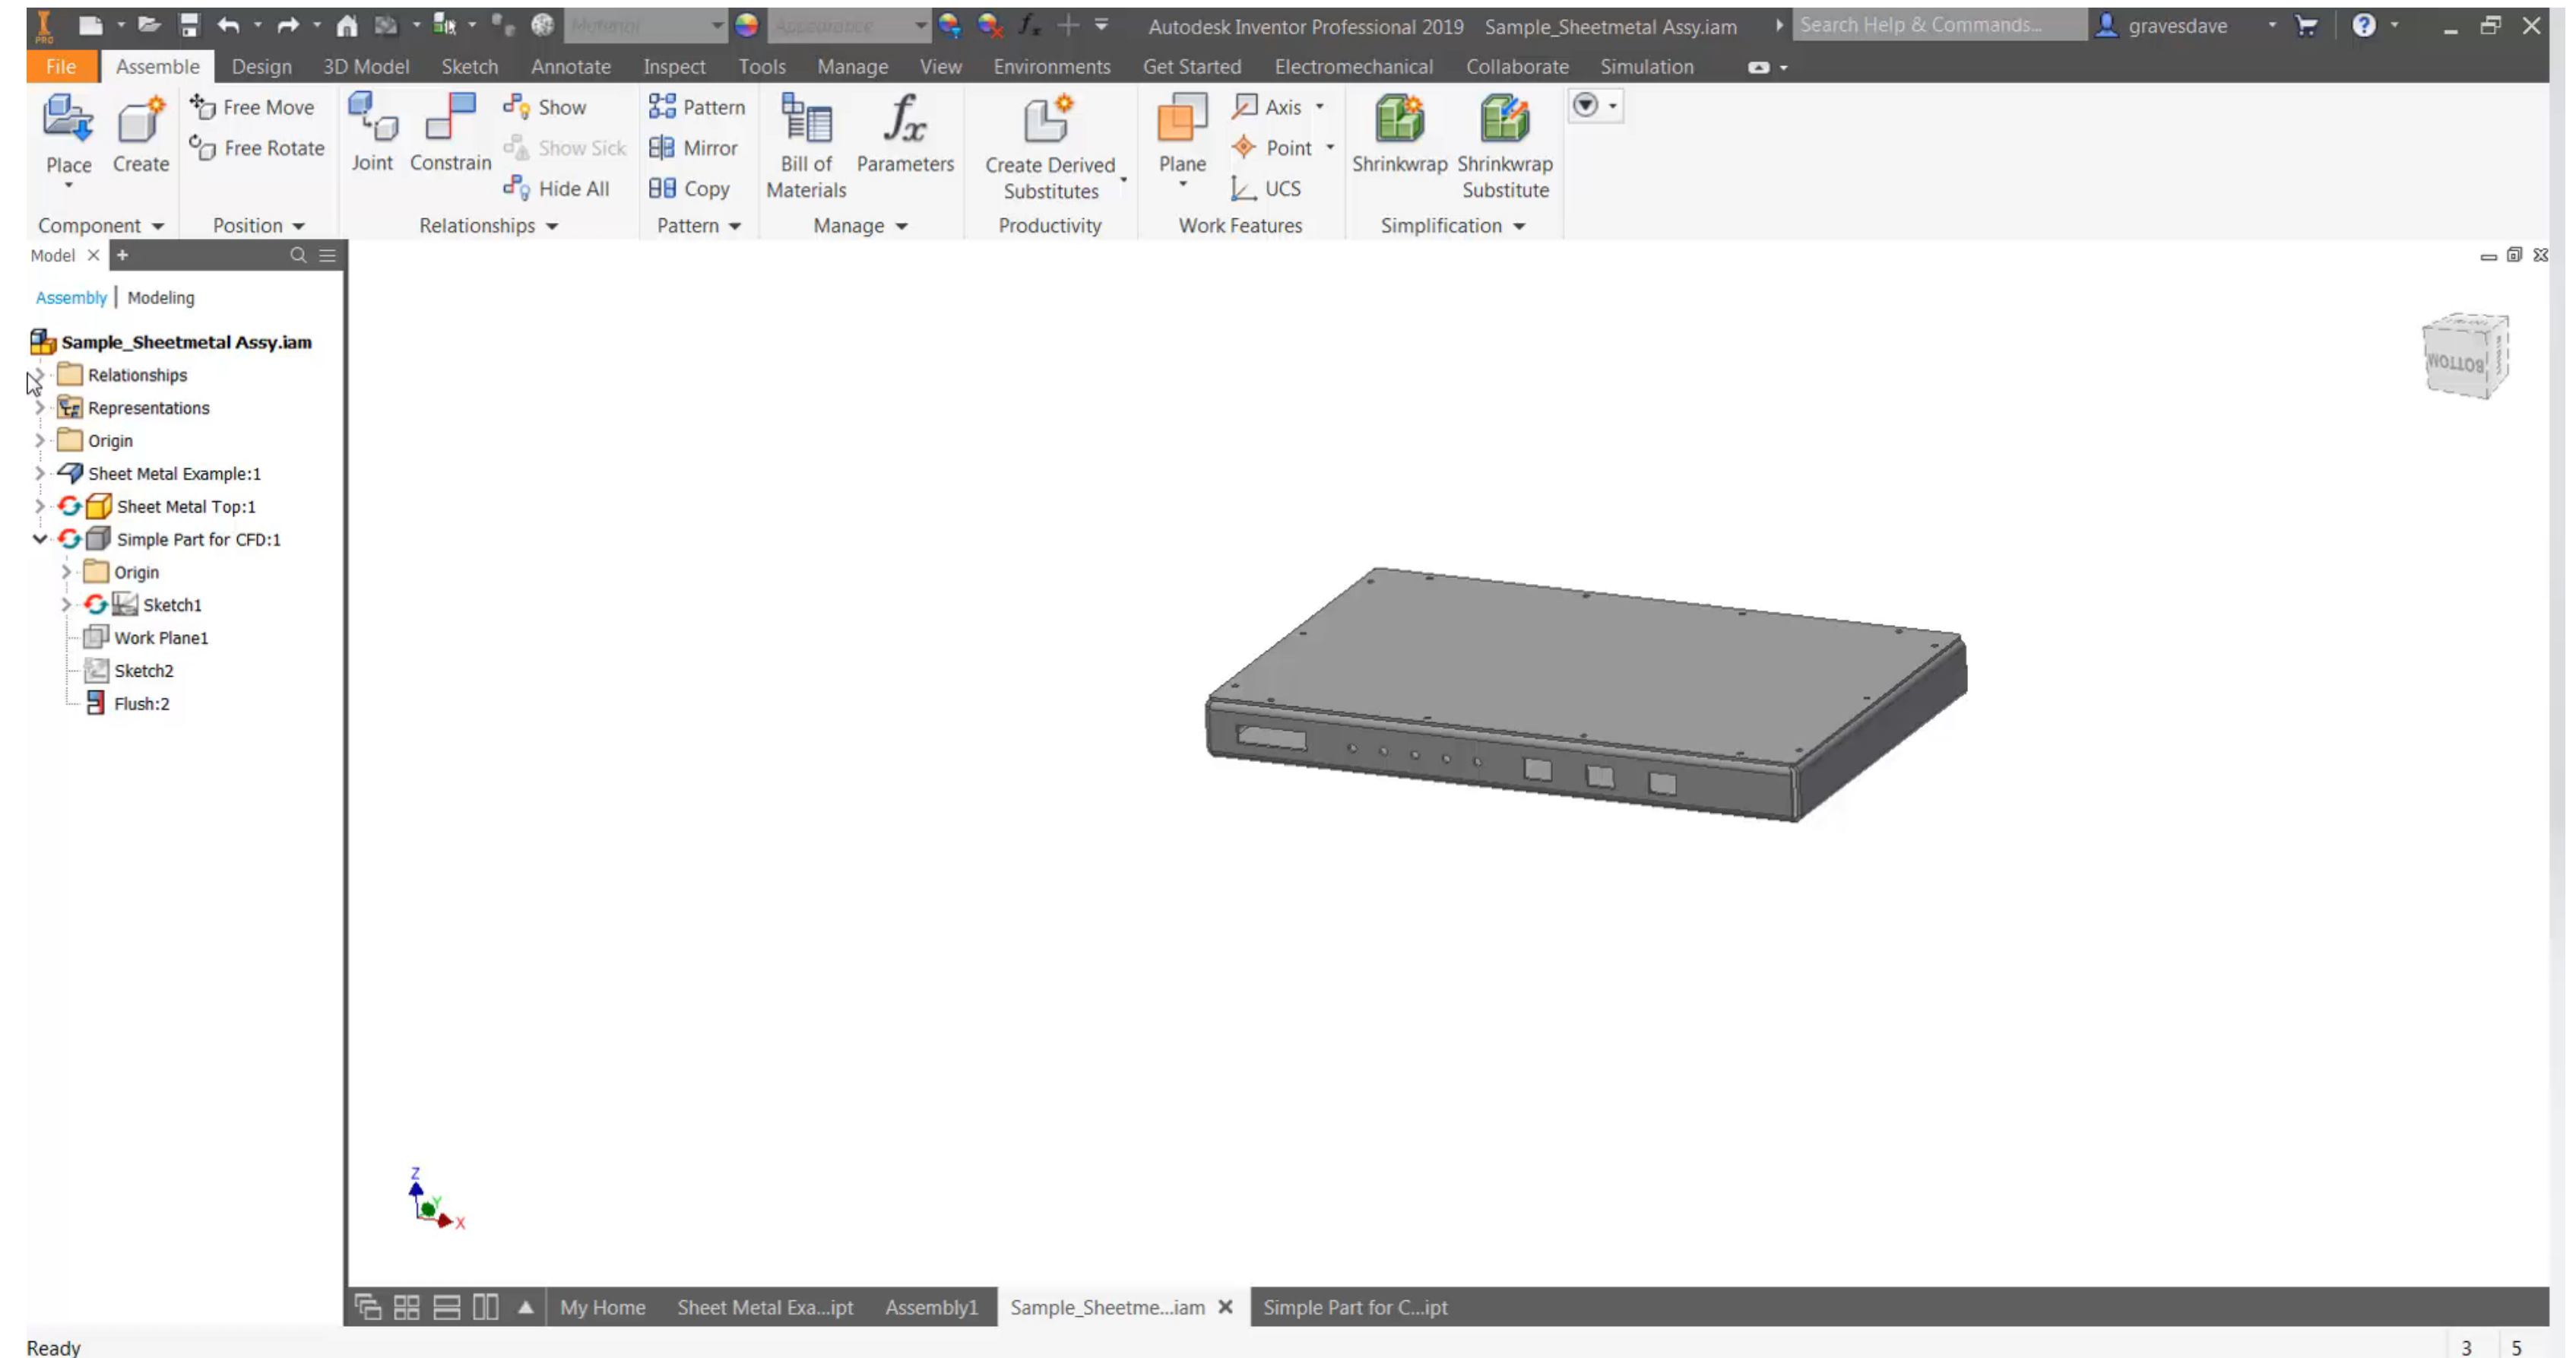 PRO
Material
Appearance
Autodesk Inventor Professional 2019 Sample_Sheetmetal Assy.iam
Search Help & Commands...
gravesdave
File Assemble Design 3D Model Sketch Annotate Inspect Tools Manage View Environments Get Started Electromechanical Collaborate Simulation
Place
Create
Free Move
Free Rotate
Joint
Constrain
Show
Show Sick
Hide All
Pattern
Mirror
Copy
Bill of
Materials
fx
Parameters
Create Derived
Substitutes
Plane
Axis
Point
UCS
Shrinkwrap
Shrinkwrap
Substitute
Component Position Relationships Pattern Manage Productivity Work Features Simplification
Model
Assembly | Modeling
Sample_Sheetmetal Assy.iam
Relationships
Representations
Origin
Sheet Metal Example:1
Sheet Metal Top:1
Simple Part for CFD:1
Origin
Sketch1
Work Plane1
Sketch2
Flush:2
BOTTOM
Z
Y
X
My Home Sheet Metal Exa...ipt Assembly1 Sample_Sheetme...iam Simple Part for C...ipt
Ready
3 5